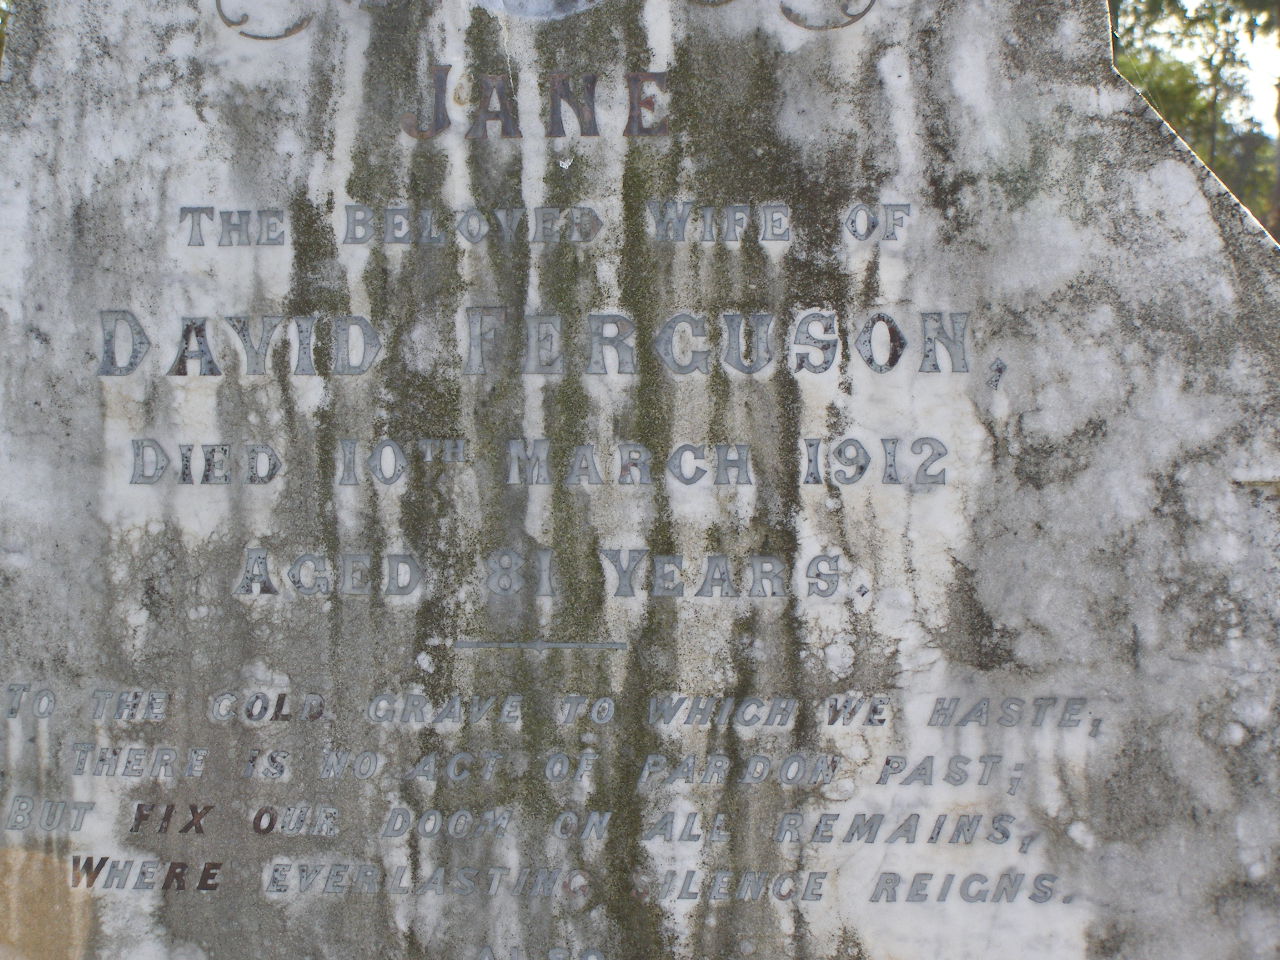 JANE
THE BELOVED WIFE OF
DAVID FERGUSON,
DIED 10TH MARCH 1912
AGED 81 YEARS.
TO THE COLD GRAVE TO WHICH WE HASTE,
THERE IS NO ACT OF PARDON PAST;
BUT FIX OUR DOOM ON ALL REMAINS,
WHERE EVERLASTING SILENCE REIGNS.
ALSO